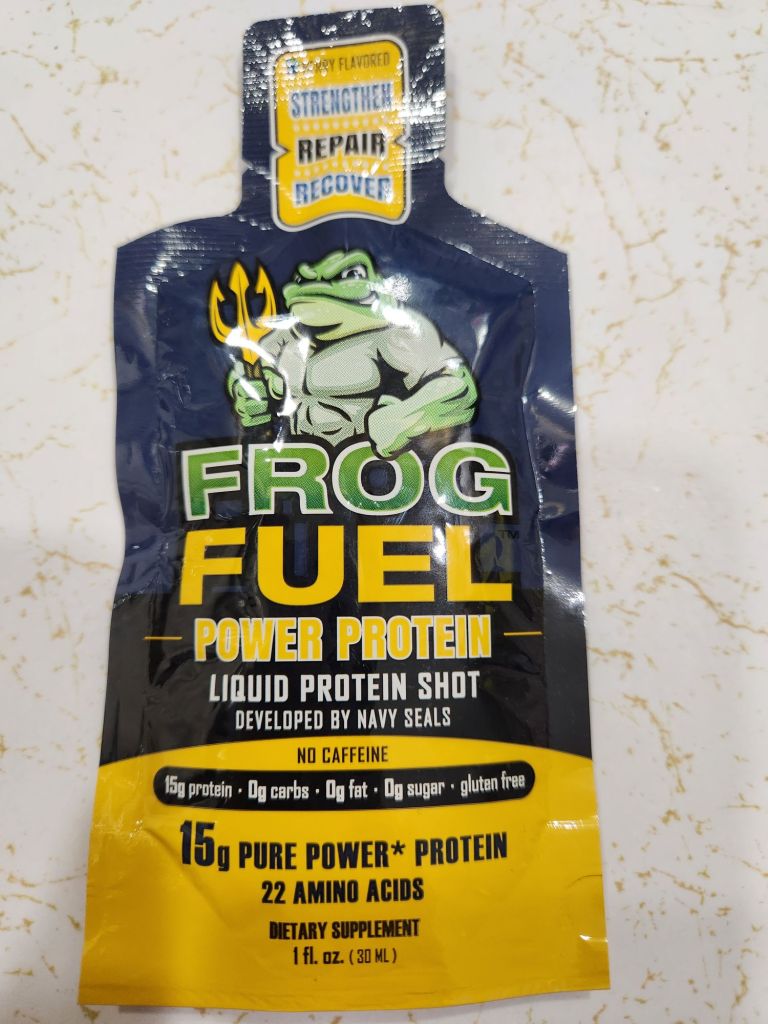 FLAVORED
STRENGTHEN
REPAIR
RECOVER
FROG
FUEL™
POWER PROTEIN
LIQUID PROTEIN SHOT
DEVELOPED BY NAVY SEALS
NO CAFFEINE
15g protein · 0g carbs · 0g fat · 0g sugar · gluten free
15g PURE POWER* PROTEIN
22 AMINO ACIDS
DIETARY SUPPLEMENT
1 fl. oz. (30 ML)